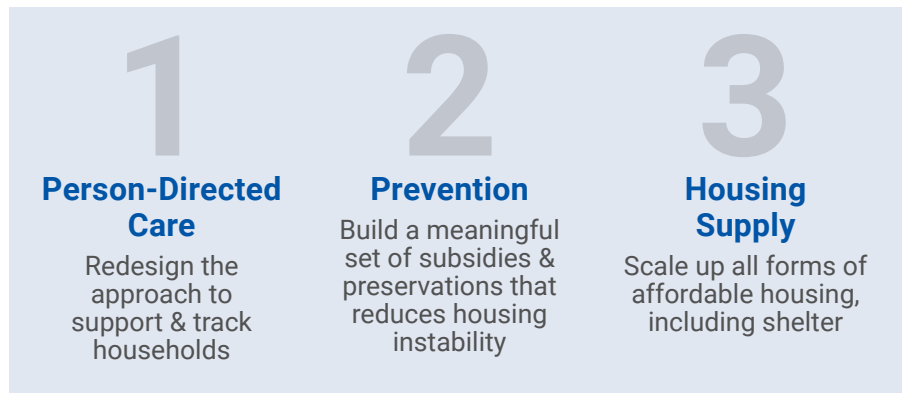 1
Person-Directed
Care
Redesign the
approach to
support & track
households
2
Prevention
Build a meaningful
set of subsidies &
preservations that
reduces housing
instability
3
Housing
Supply
Scale up all forms of
affordable housing,
including shelter